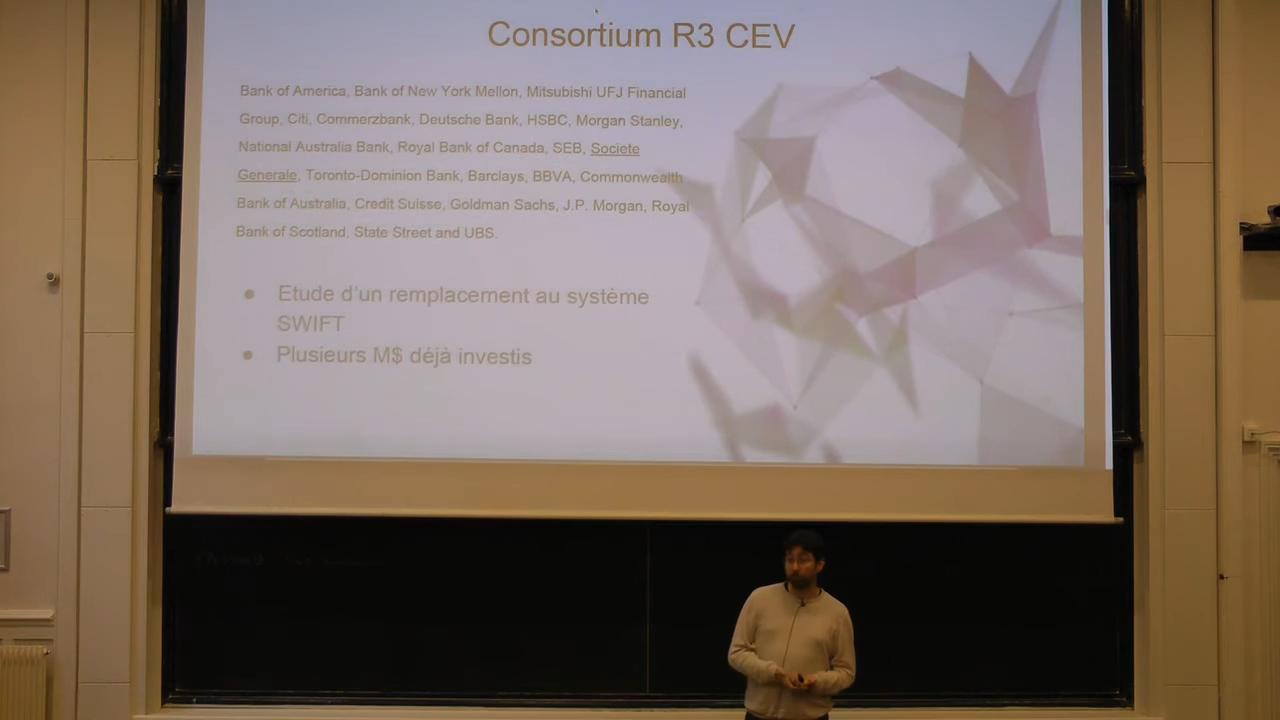 Consortium R3 CEV
Bank of America, Bank of New York Mellon, Mitsubishi UFJ Financial
Group, Citi, Commerzbank, Deutsche Bank, HSBC, Morgan Stanley,
National Australia Bank, Royal Bank of Canada, SEB, Societe
Generale, Toronto-Dominion Bank, Barclays, BBVA, Commonwealth
Bank of Australia, Credit Suisse, Goldman Sachs, J.P. Morgan, Royal
Bank of Scotland, State Street and UBS.
● Etude d'un remplacement au système
SWIFT
● Plusieurs M$ déjà investis